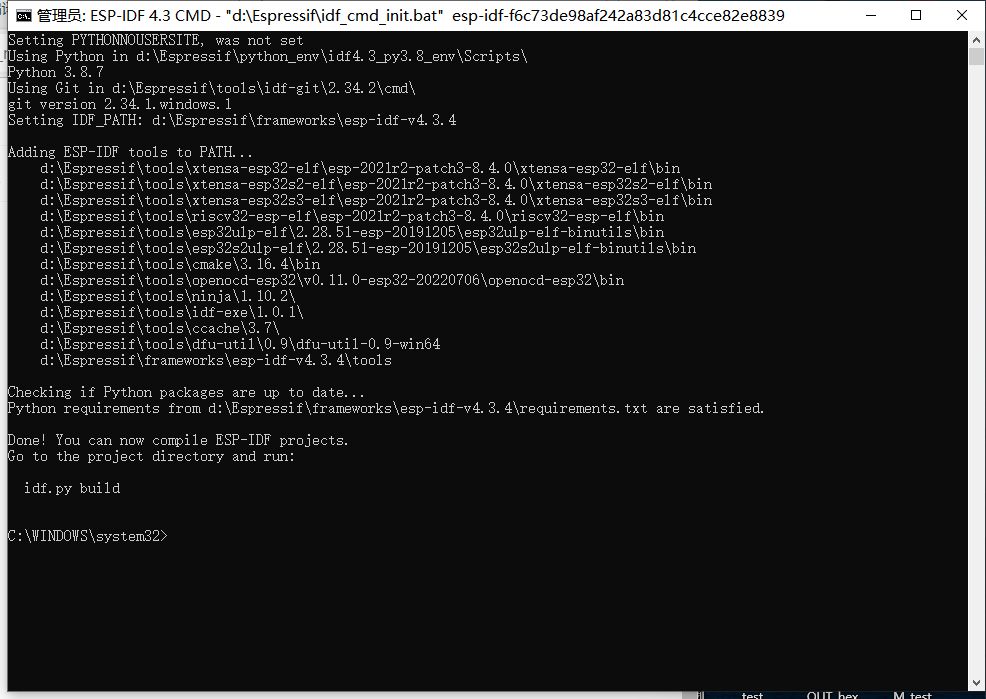 管理员: ESP-IDF 4.3 CMD - "d:\Espressif\idf_cmd_init.bat"  esp-idf-f6c73de98af242a83d81c4cce82e8839
Setting PYTHONNOUSERSITE, was not set
Using Python in d:\Espressif\python_env\idf4.3_py3.8_env\Scripts\
Python 3.8.7
Using Git in d:\Espressif\tools\idf-git\2.34.2\cmd\
git version 2.34.1.windows.1
Setting IDF_PATH: d:\Espressif\frameworks\esp-idf-v4.3.4
Adding ESP-IDF tools to PATH...
d:\Espressif\tools\xtensa-esp32-elf\esp-2021r2-patch3-8.4.0\xtensa-esp32-elf\bin
d:\Espressif\tools\xtensa-esp32s2-elf\esp-2021r2-patch3-8.4.0\xtensa-esp32s2-elf\bin
d:\Espressif\tools\xtensa-esp32s3-elf\esp-2021r2-patch3-8.4.0\xtensa-esp32s3-elf\bin
d:\Espressif\tools\riscv32-esp-elf\esp-2021r2-patch3-8.4.0\riscv32-esp-elf\bin
d:\Espressif\tools\esp32ulp-elf\2.28.51-esp-20191205\esp32ulp-elf-binutils\bin
d:\Espressif\tools\esp32s2ulp-elf\2.28.51-esp-20191205\esp32s2ulp-elf-binutils\bin
d:\Espressif\tools\cmake\3.16.4\bin
d:\Espressif\tools\openocd-esp32\v0.11.0-esp32-20220706\openocd-esp32\bin
d:\Espressif\tools\ninja\1.10.2\
d:\Espressif\tools\idf-exe\1.0.1\
d:\Espressif\tools\ccache\3.7\
d:\Espressif\tools\dfu-util\0.9\dfu-util-0.9-win64
d:\Espressif\frameworks\esp-idf-v4.3.4\tools
Checking if Python packages are up to date...
Python requirements from d:\Espressif\frameworks\esp-idf-v4.3.4\requirements.txt are satisfied.
Done! You can now compile ESP-IDF projects.
Go to the project directory and run:
idf.py build
C:\WINDOWS\system32>
test OUT_hex M_test